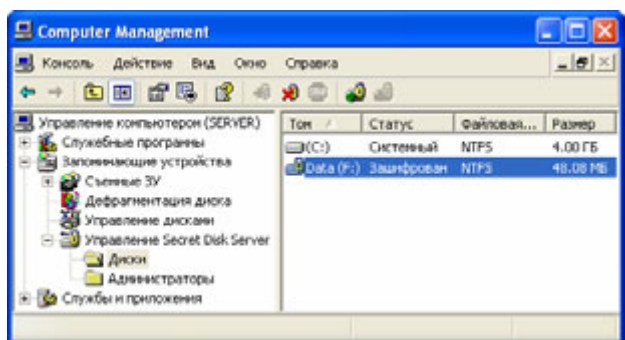 Computer Management
Консоль Действие Вид Окно Справка
Управление компьютером (SERVER)
Служебные программы
Запоминающие устройства
Съемные ЗУ
Дефрагментация диска
Управление дисками
Управление Secret Disk Server
Диски
Администраторы
Службы и приложения
Том Статус Файловая... Размер
(C:) Системный NTFS 4.00 ГБ
Data (F:) Зашифрован NTFS 48.08 МБ